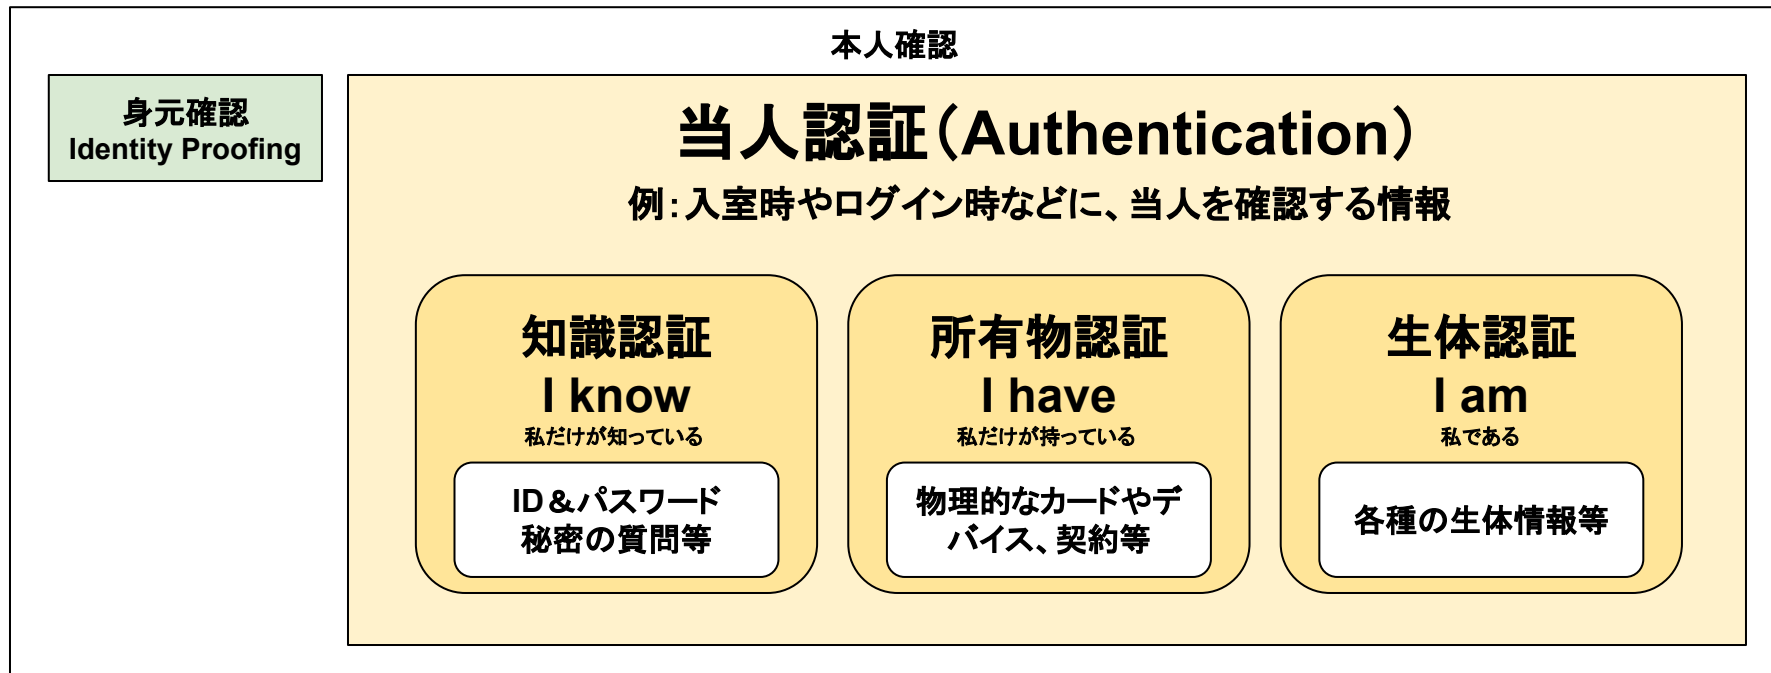 本人確認
身元確認
Identity Proofing
当人認証（Authentication）
例：入室時やログイン時などに、当人を確認する情報
知識認証
I know
私だけが知っている
ID＆パスワード
秘密の質問等
所有物認証
I have
私だけが持っている
物理的なカードやデ
バイス、契約等
生体認証
I am
私である
各種の生体情報等